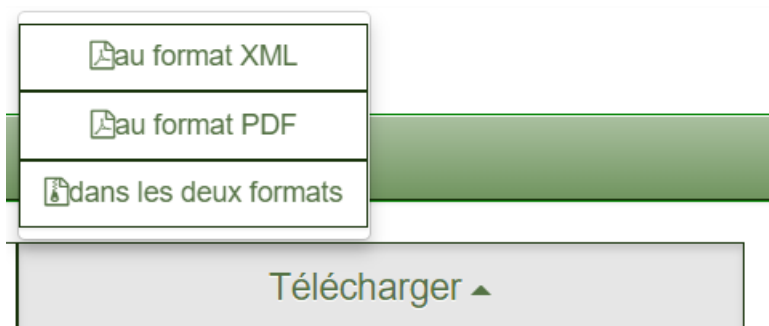 au format XML
au format PDF
dans les deux formats
Télécharger